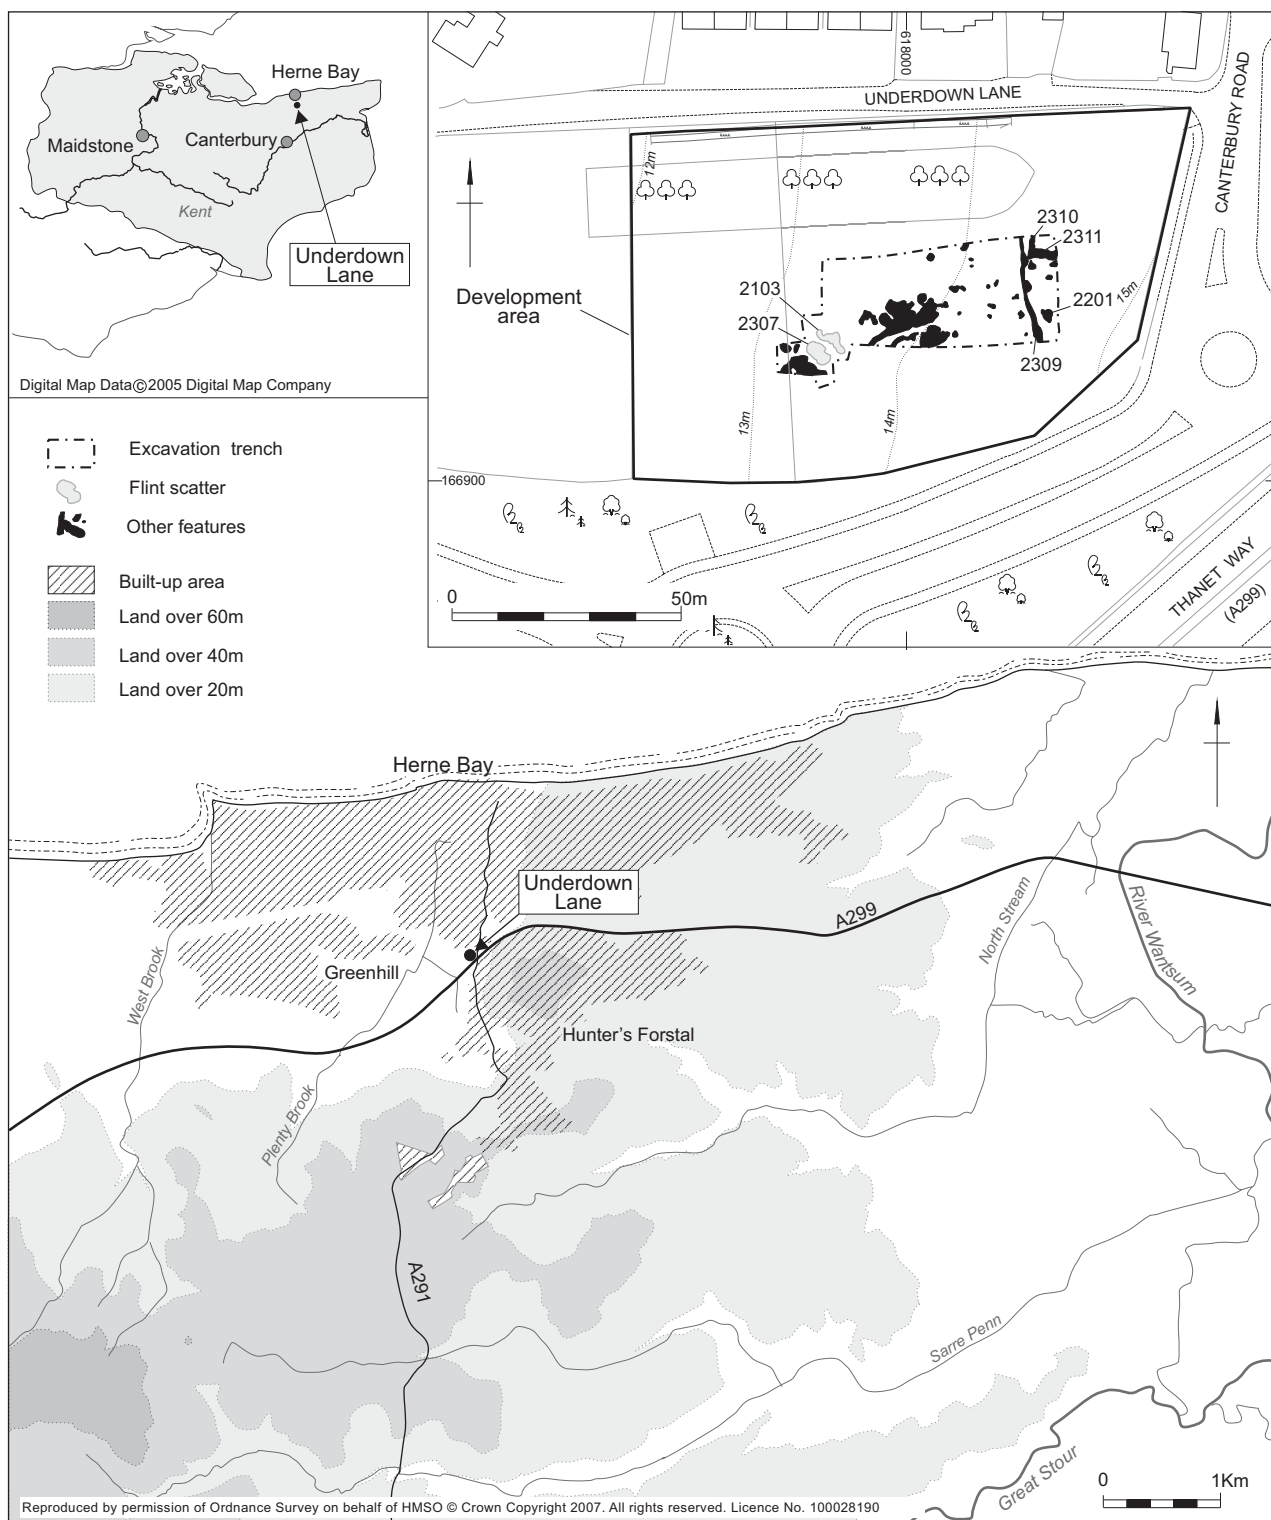 Herne Bay
Maidstone
Canterbury
Kent
Underdown
Lane
Digital Map Data©2005 Digital Map Company
618000
UNDERDOWN LANE
CANTERBURY ROAD
12m
2310
2311
2103
2201
15m
Development
area
2307
2309
13m
14m
166900
THANET WAY
(A299)
0
50m
Excavation trench
Flint scatter
Other features
Built-up area
Land over 60m
Land over 40m
Land over 20m
Herne Bay
Underdown
Lane
A299
North Stream
River Wantsum
West Brook
Greenhill
Hunter's Forstal
Plenty Brook
A291
Sarre Penn
Great Stour
0
1Km
Reproduced by permission of Ordnance Survey on behalf of HMSO © Crown Copyright 2007. All rights reserved. Licence No. 100028190